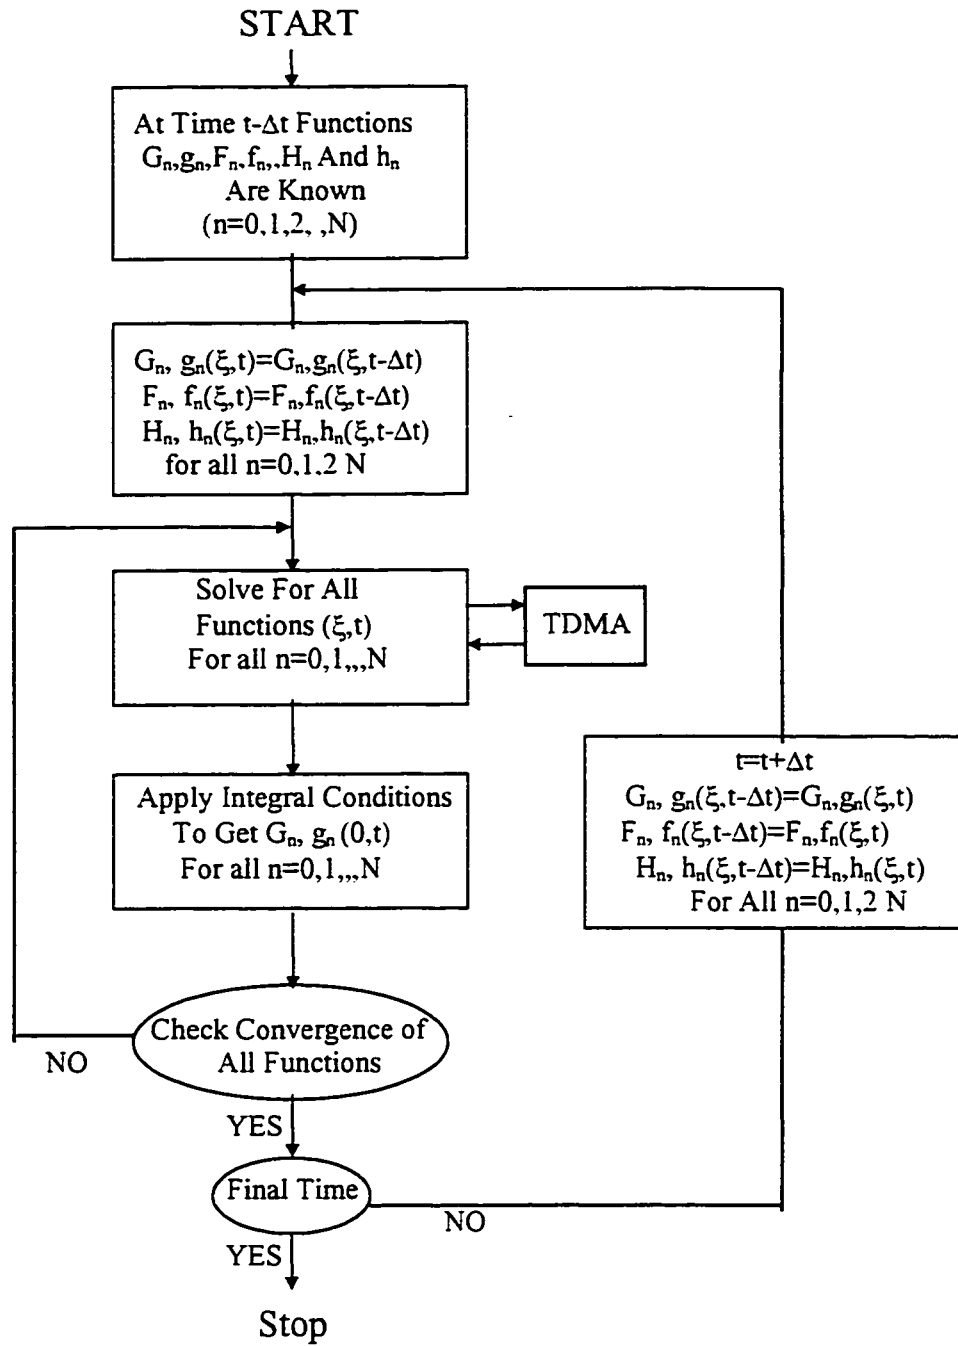 START
At Time t-Δt Functions
Gₙ,gₙ,Fₙ,fₙ,,Hₙ And hₙ
Are Known
(n=0,1,2, ,N)
Gₙ, gₙ(ξ,t)=Gₙ,gₙ(ξ,t-Δt)
Fₙ, fₙ(ξ,t)=Fₙ,fₙ(ξ,t-Δt)
Hₙ, hₙ(ξ,t)=Hₙ,hₙ(ξ,t-Δt)
for all n=0,1,2 N
Solve For All
Functions (ξ,t)
For all n=0,1,,,N
TDMA
Apply Integral Conditions
To Get Gₙ, gₙ (0,t)
For all n=0,1,,,N
t=t+Δt
Gₙ, gₙ(ξ,t-Δt)=Gₙ,gₙ(ξ,t)
Fₙ, fₙ(ξ,t-Δt)=Fₙ,fₙ(ξ,t)
Hₙ, hₙ(ξ,t-Δt)=Hₙ,hₙ(ξ,t)
For All n=0,1,2 N
Check Convergence of
All Functions
NO
YES
Final Time
NO
YES
Stop